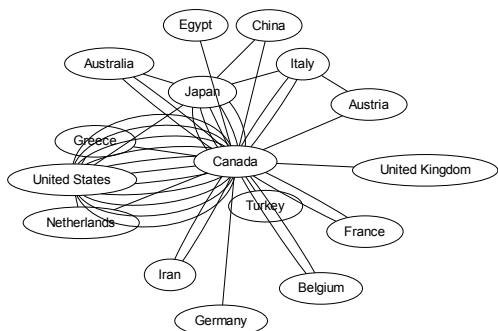 Egypt
China
Australia
Italy
Japan
Austria
Greece
Canada
United Kingdom
United States
Turkey
Netherlands
France
Iran
Belgium
Germany